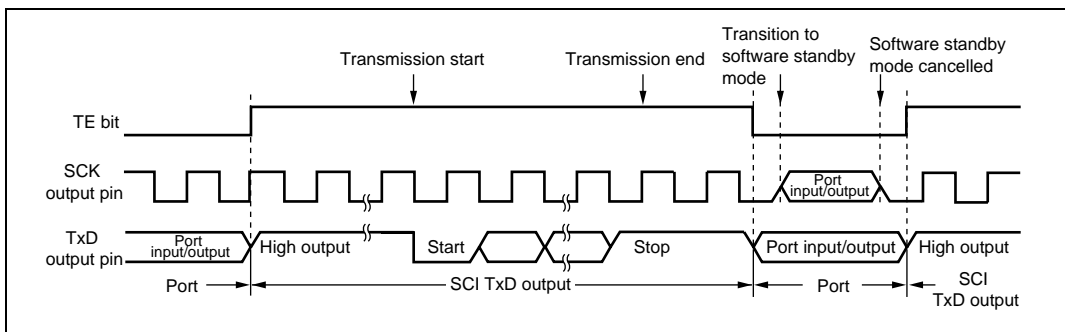 Transmission start
Transmission end
Transition to
software standby
mode
Software standby
mode cancelled
TE bit
SCK
output pin
Port
input/output
TxD
output pin
Port
input/output
High output
Start
Stop
Port input/output
High output
Port
SCI TxD output
Port
SCI
TxD output